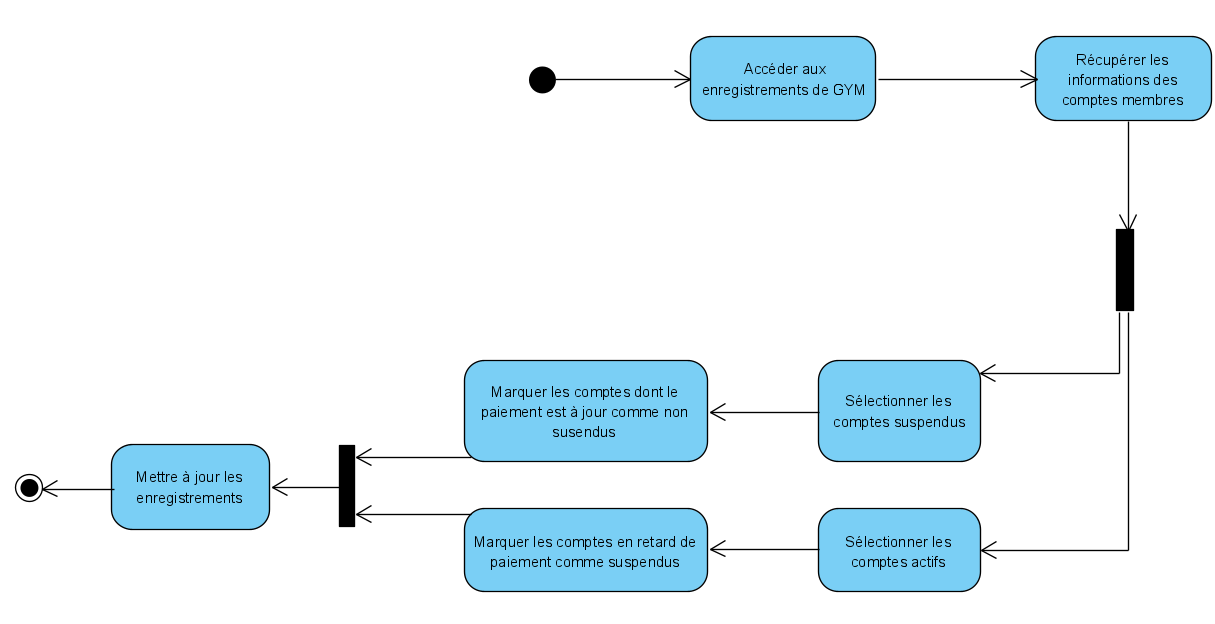 Accéder aux
enregistrements de GYM
Récupérer les
informations des
comptes membres
Sélectionner les
comptes suspendus
Marquer les comptes dont le
paiement est à jour comme non
susendus
Sélectionner les
comptes actifs
Marquer les comptes en retard de
paiement comme suspendus
Mettre à jour les
enregistrements